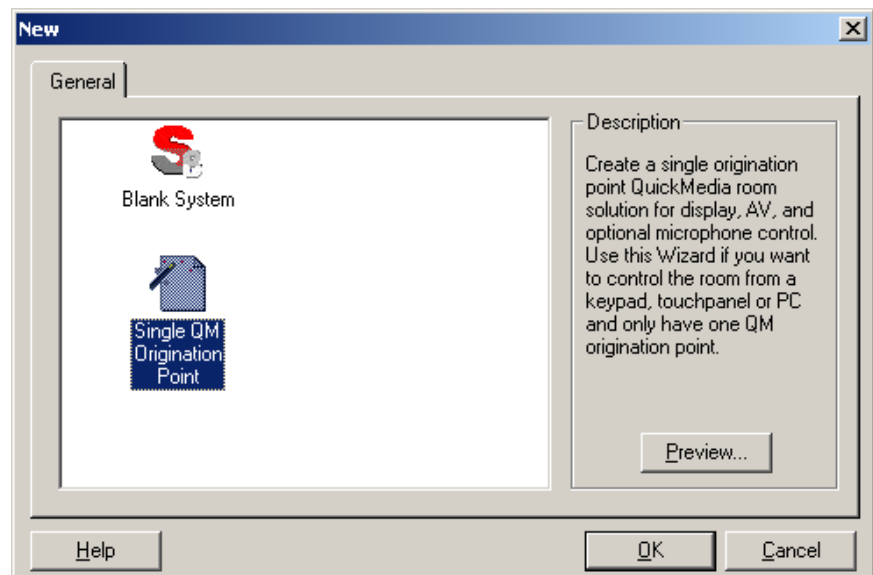 New
General
Blank System
Single QM
Origination
Point
Description
Create a single origination
point QuickMedia room
solution for display, AV, and
optional microphone control.
Use this Wizard if you want
to control the room from a
keypad, touchpanel or PC
and only have one QM
origination point.
Preview...
Help
OK
Cancel